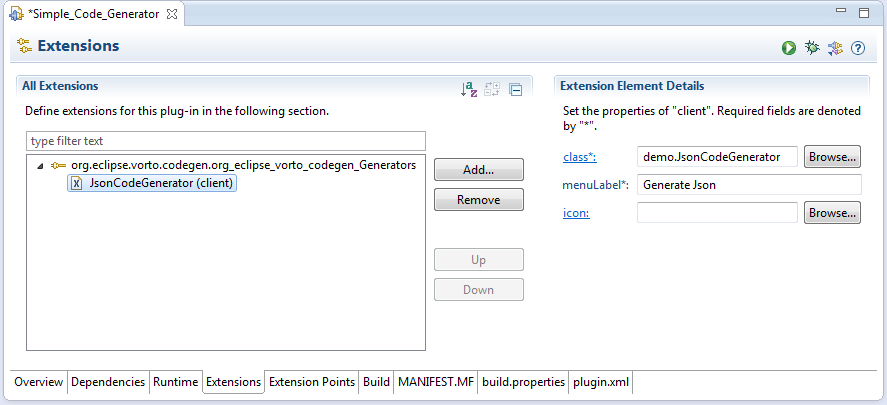 *Simple_Code_Generator
Extensions
All Extensions
Define extensions for this plug-in in the following section.
type filter text
org.eclipse.vorto.codegen.org_eclipse_vorto_codegen_Generators
JsonCodeGenerator (client)
Add...
Remove
Up
Down
Extension Element Details
Set the properties of "client". Required fields are denoted
by "*".
class*: demo.JsonCodeGenerator Browse...
menuLabel*: Generate Json
icon: Browse...
Overview Dependencies Runtime Extensions Extension Points Build MANIFEST.MF build.properties plugin.xml